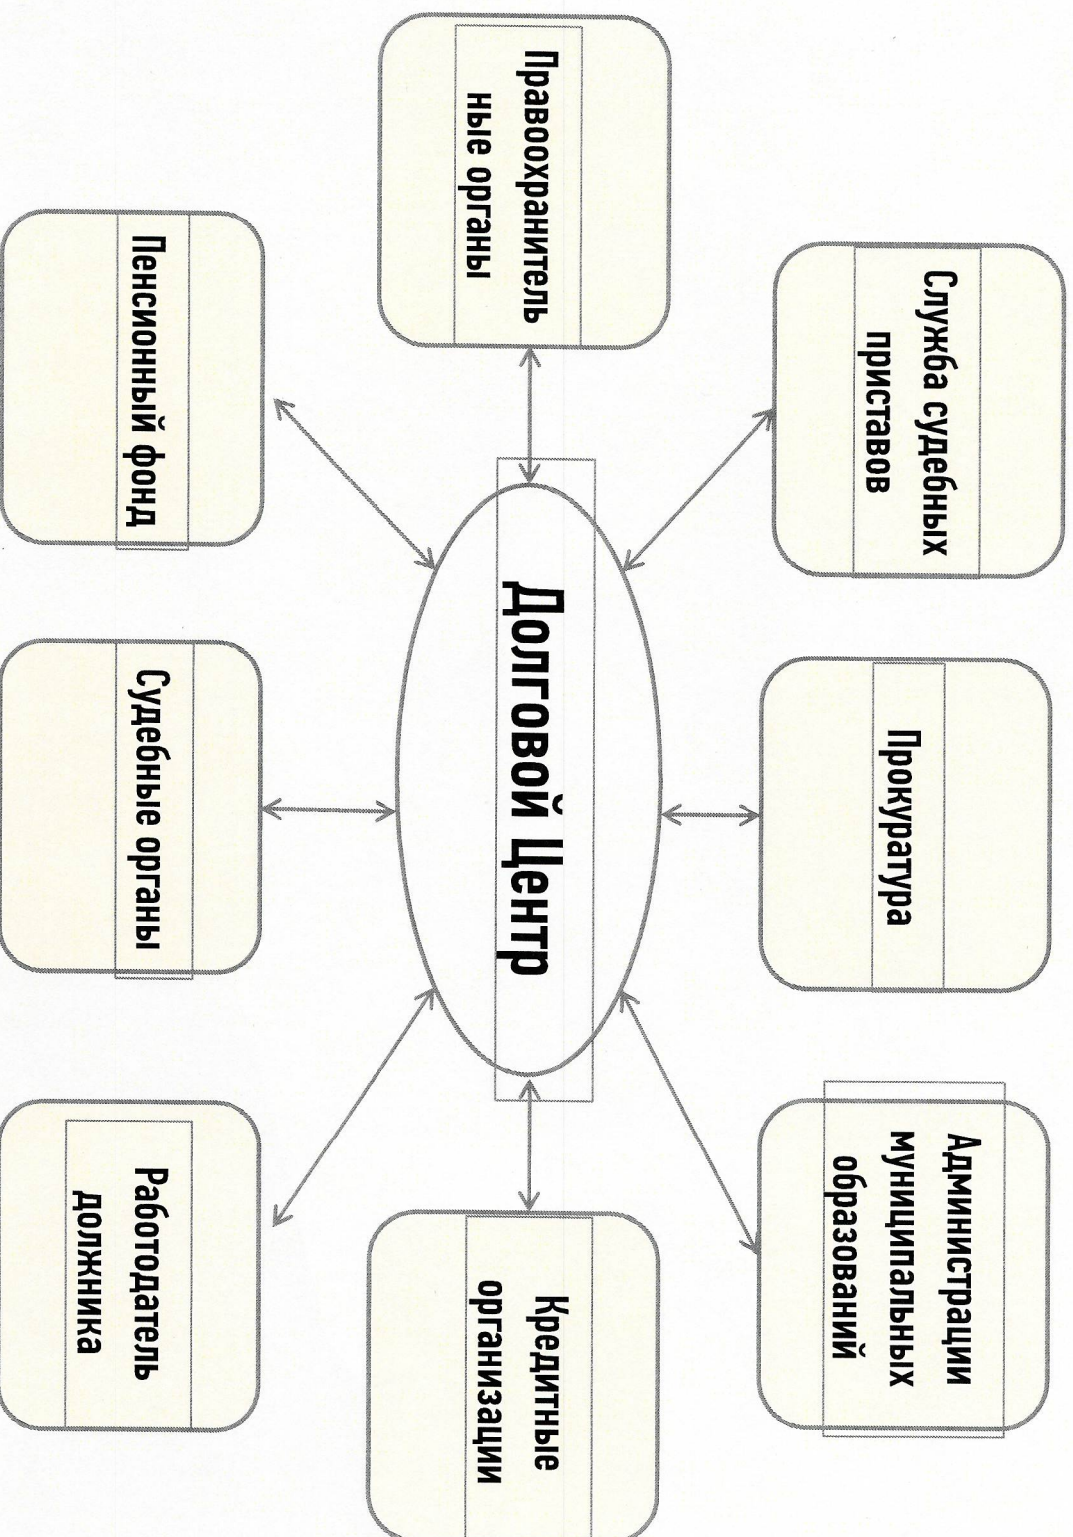 Служба судебных
приставов
Прокуратура
Администрации
муниципальных
образований
Правоохранитель
ные органы
Долговой Центр
Кредитные
организации
Пенсионный фонд
Судебные органы
Работодатель
должника